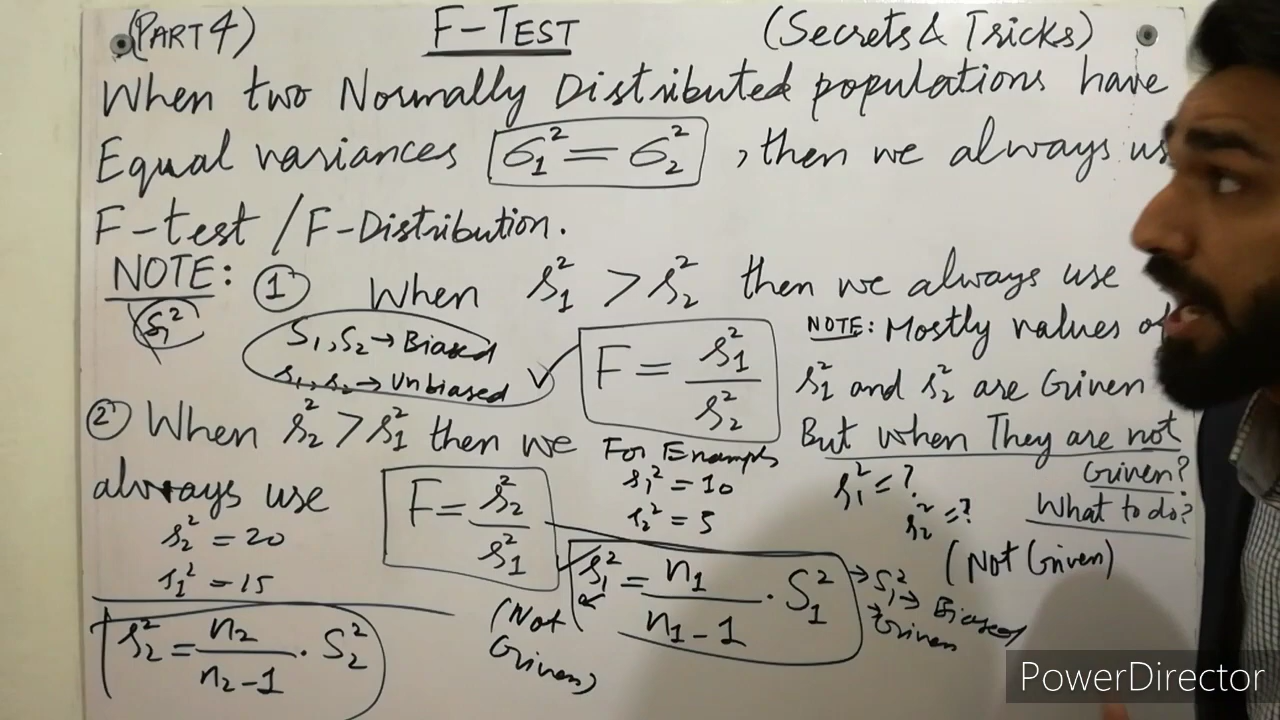 (PART 4) F-TEST (Secrets & Tricks)
When two Normally Distributed populations have
Equal variances σ₁² = σ₂² , then we always us
F-test / F-Distribution.
NOTE: ① When s₁² > s₂² then we always use
S₁²
S₁, S₂ → Biased
s₁, s₂ → Unbiased
F = s₁² / s₂²
NOTE: Mostly values of
s₁² and s₂² are Given
But when They are not
Given?
What to do?
s₁² = ?
s₂² = ?
(Not Given)
② When s₂² > s₁² then we
always use F = s₂² / s₁²
s₂² = 20
s₁² = 15
For Example
s₁² = 10
s₂² = 5
s₁² = n₁ / n₁ - 1 . S₁²
→ S₁² → Biased
Given
(Not
Given)
s₂² = n₂ / n₂ - 1 . S₂²
PowerDirector